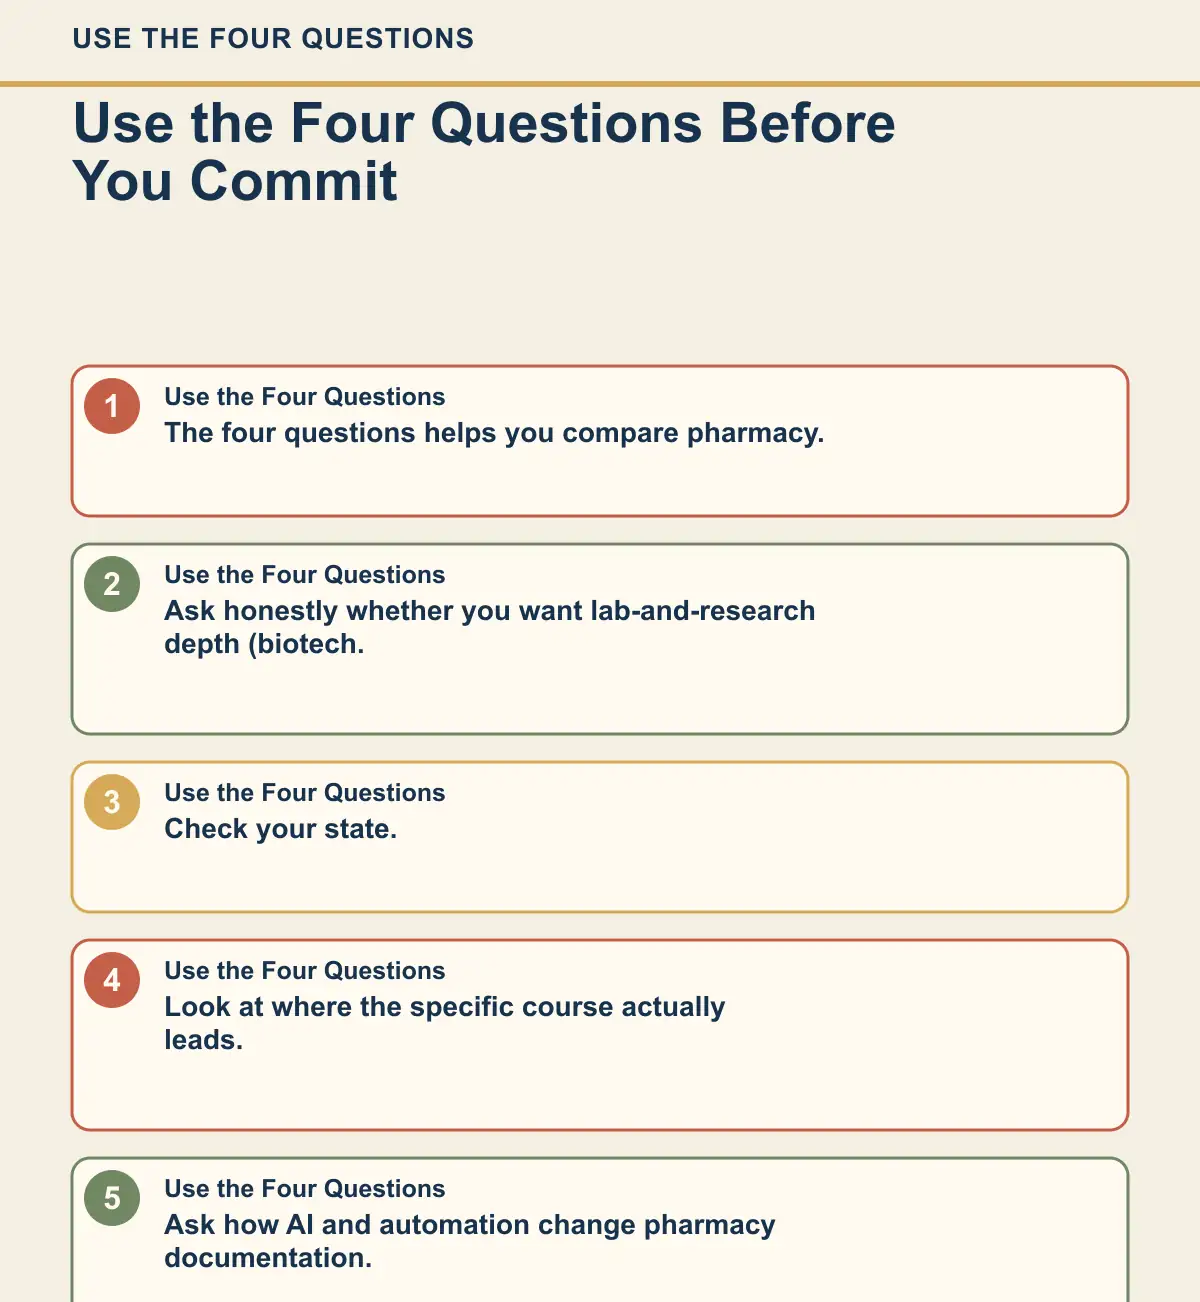 USE THE FOUR QUESTIONS
Use the Four Questions Before
You Commit
1
Use the Four Questions
The four questions helps you compare pharmacy.
2
Use the Four Questions
Ask honestly whether you want lab-and-research
depth (biotech.
3
Use the Four Questions
Check your state.
4
Use the Four Questions
Look at where the specific course actually
leads.
5
Use the Four Questions
Ask how AI and automation change pharmacy
documentation.